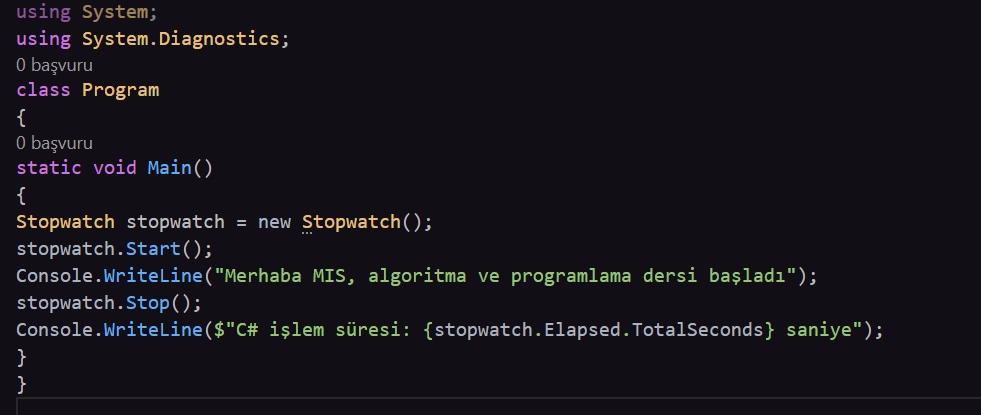 using System;
using System.Diagnostics;
0 başvuru
class Program
{
0 başvuru
static void Main()
{
Stopwatch stopwatch = new Stopwatch();
stopwatch.Start();
Console.WriteLine("Merhaba MIS, algoritma ve programlama dersi başladı");
stopwatch.Stop();
Console.WriteLine($"C# işlem süresi: {stopwatch.Elapsed.TotalSeconds} saniye");
}
}